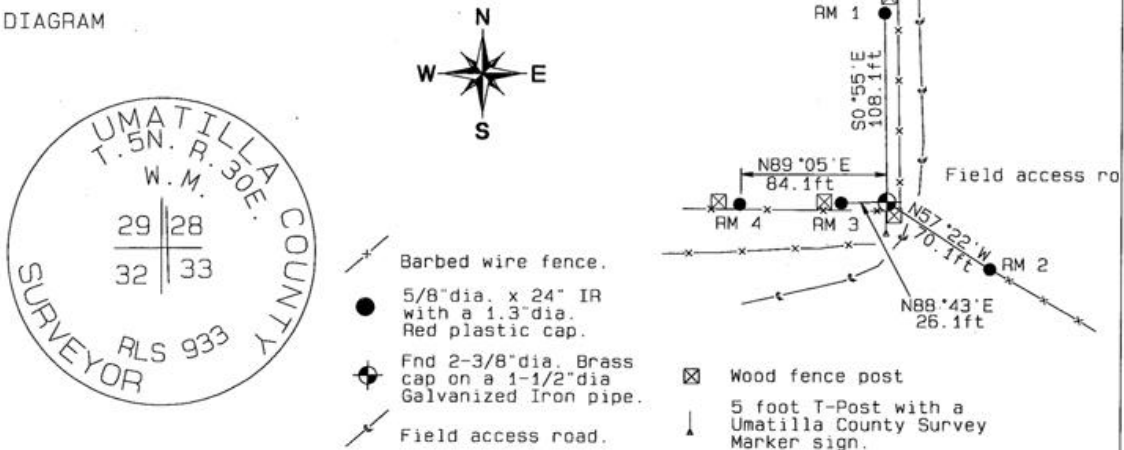 DIAGRAM
N
W E
S
UMATILLA COUNTY
SURVEYOR
T.5N. R.30E.
W.M.
29 28
32 33
RLS 933
Barbed wire fence.
5/8"dia. x 24" IR
with a 1.3"dia.
Red plastic cap.
Fnd 2-3/8"dia. Brass
cap on a 1-1/2"dia
Galvanized Iron pipe.
Field access road.
RM 1
S0°55'E
108.1ft
Field access ro
N89°05'E
84.1ft
RM 4
RM 3
N57°22'W
70.1ft
RM 2
N88°43'E
26.1ft
Wood fence post
5 foot T-Post with a
Umatilla County Survey
Marker sign.